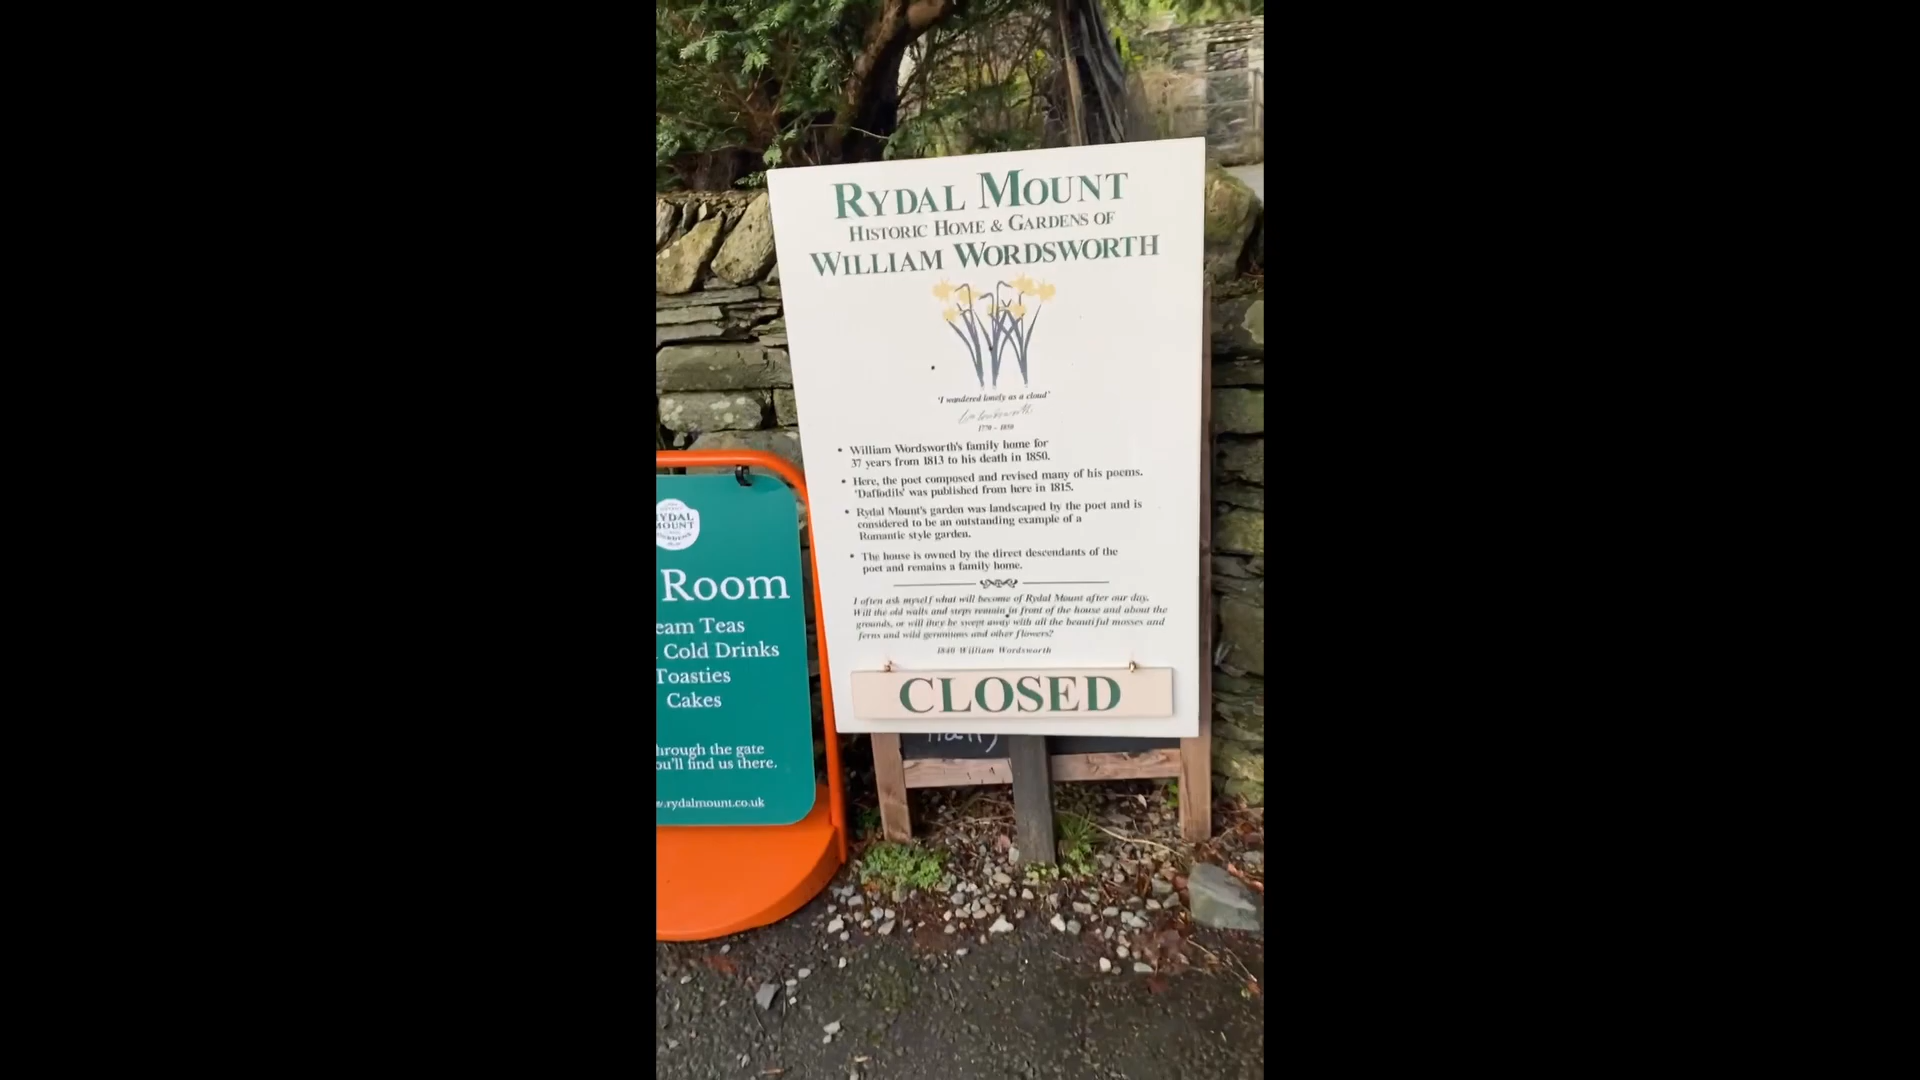 RYDAL MOUNT
HISTORIC HOME & GARDENS OF
WILLIAM WORDSWORTH
'I wandered lonely as a cloud'
1770 - 1850
• William Wordsworth's family home for
37 years from 1813 to his death in 1850.
• Here, the poet composed and revised many of his poems.
'Daffodils' was published from here in 1815.
• Rydal Mount's garden was landscaped by the poet and is
considered to be an outstanding example of a
Romantic style garden.
• The house is owned by the direct descendants of the
poet and remains a family home.
I often ask myself what will become of Rydal Mount after our day.
Will the old walls and steps remain in front of the house and about the
grounds, or will they be swept away with all the beautiful mosses and
ferns and wild geraniums and other flowers?
1840 William Wordsworth
CLOSED
YDAL
MOUNT
GARDENS
Room
eam Teas
Cold Drinks
Toasties
Cakes
hrough the gate
ou'll find us there.
w.rydalmount.co.uk